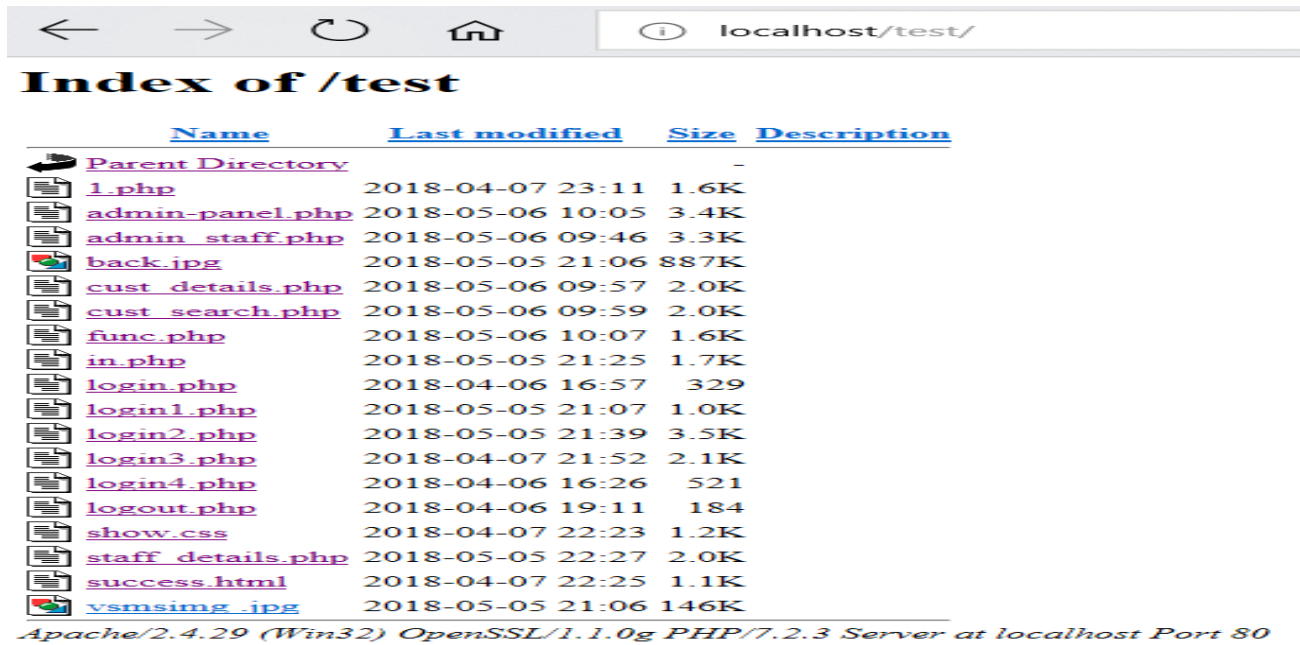 localhost/test/
Index of /test
Name Last modified Size Description
Parent Directory -
1.php 2018-04-07 23:11 1.6K
admin-panel.php 2018-05-06 10:05 3.4K
admin_staff.php 2018-05-06 09:46 3.3K
back.jpg 2018-05-05 21:06 887K
cust_details.php 2018-05-06 09:57 2.0K
cust_search.php 2018-05-06 09:59 2.0K
func.php 2018-05-06 10:07 1.6K
in.php 2018-05-05 21:25 1.7K
login.php 2018-04-06 16:57 329
login1.php 2018-05-05 21:07 1.0K
login2.php 2018-05-05 21:39 3.5K
login3.php 2018-04-07 21:52 2.1K
login4.php 2018-04-06 16:26 521
logout.php 2018-04-06 19:11 184
show.css 2018-04-07 22:23 1.2K
staff_details.php 2018-05-05 22:27 2.0K
success.html 2018-04-07 22:25 1.1K
vsmsimg_.jpg 2018-05-05 21:06 146K
Apache/2.4.29 (Win32) OpenSSL/1.1.0g PHP/7.2.3 Server at localhost Port 80